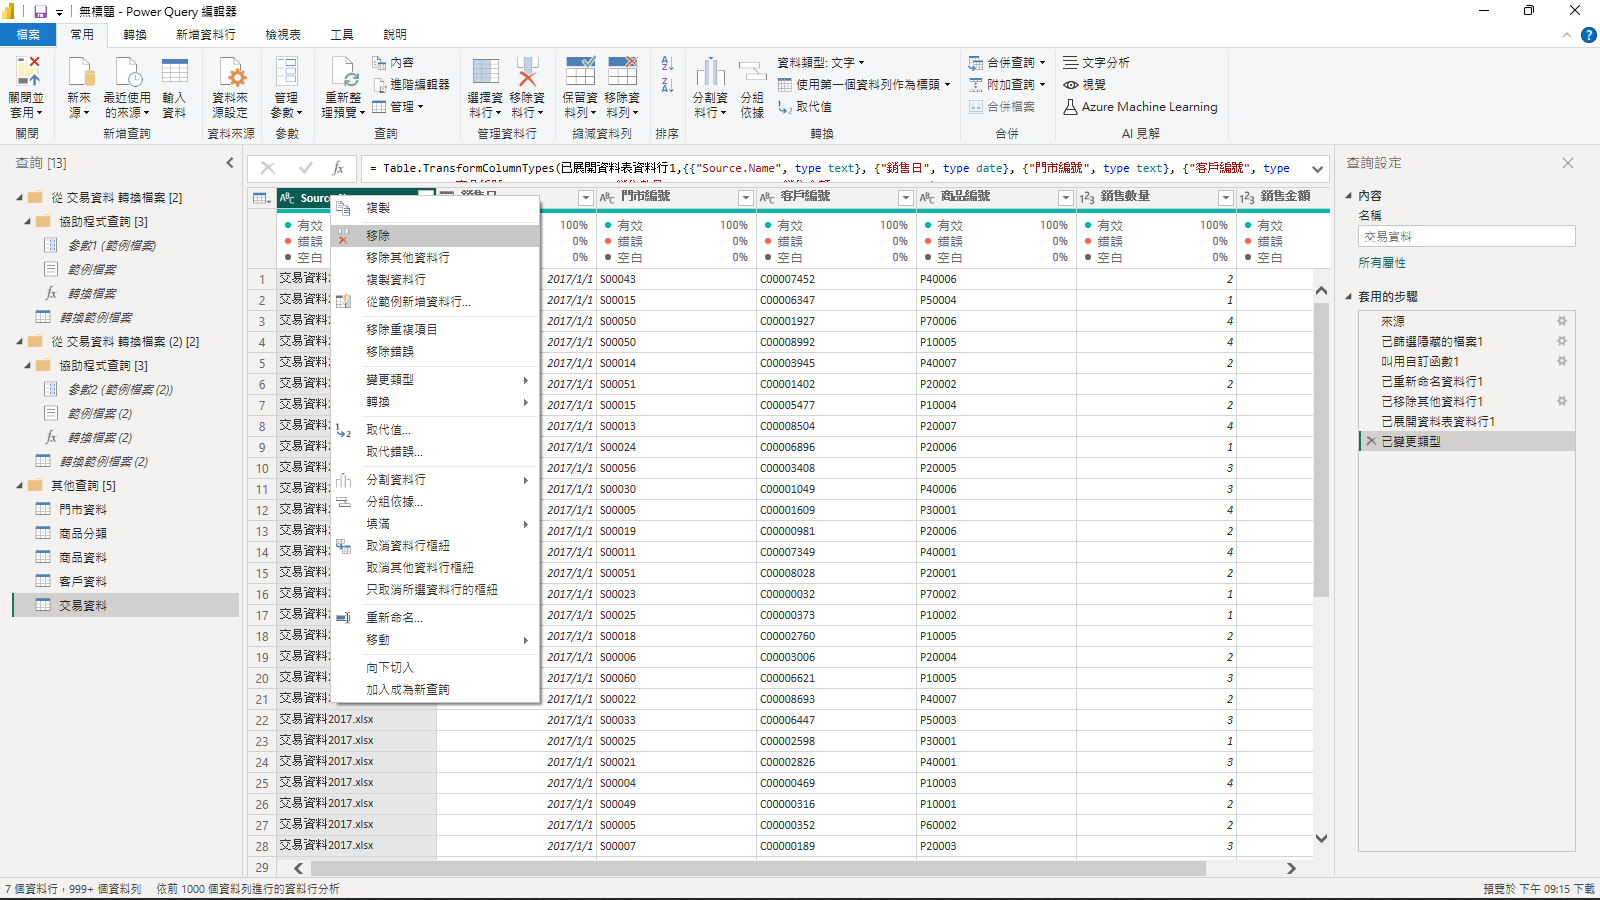 無標題 - Power Query 編輯器
檔案 常用 轉換 新增資料行 檢視表 工具 說明
關閉並套用 關閉
新來源 最近使用的來源 輸入資料 新增查詢
資料來源設定 資料來源
管理參數 參數
重新整理預覽 內容 進階編輯器 管理 查詢
選擇資料行 移除資料行 管理資料行
保留資料列 移除資料列 縮減資料列
排序
分割資料行 分組依據 資料類型: 文字 使用第一個資料列作為標頭 取代值 轉換
合併查詢 附加查詢 合併檔案 合併
文字分析 視覺 Azure Machine Learning AI 見解
查詢 [13]
從 交易資料 轉換檔案 [2]
協助程式查詢 [3]
參數1 (範例檔案)
範例檔案
轉換檔案
轉換範例檔案
從 交易資料 轉換檔案 (2) [2]
協助程式查詢 [3]
參數2 (範例檔案 (2))
範例檔案 (2)
轉換檔案 (2)
轉換範例檔案 (2)
其他查詢 [5]
門市資料
商品分類
商品資料
客戶資料
交易資料
= Table.TransformColumnTypes(已展開資料表資料行1,{{"Source.Name", type text}, {"銷售日", type date}, {"門市編號", type text}, {"客戶編號", type
門市編號 客戶編號 商品編號 銷售數量 銷售金額
有效 100% 有效 100% 有效 100% 有效 100% 有效 100% 有效
錯誤 0% 錯誤 0% 錯誤 0% 錯誤 0% 錯誤 0% 錯誤
空白 0% 空白 0% 空白 0% 空白 0% 空白 0% 空白
1 交易資料 2017/1/1 S00043 C00007452 P40006 2
2 交易資料 2017/1/1 S00015 C00006347 P50004 1
3 交易資料 2017/1/1 S00050 C00001927 P70006 4
4 交易資料 2017/1/1 S00050 C00008992 P10005 4
5 交易資料 2017/1/1 S00014 C00003945 P40007 2
6 交易資料 2017/1/1 S00051 C00001402 P20002 2
7 交易資料 2017/1/1 S00015 C00005477 P10004 2
8 交易資料 2017/1/1 S00013 C00008504 P20007 4
9 交易資料 2017/1/1 S00024 C00006896 P20006 1
10 交易資料 2017/1/1 S00056 C00003408 P20005 3
11 交易資料 2017/1/1 S00030 C00001049 P40006 3
12 交易資料 2017/1/1 S00005 C00001609 P30001 4
13 交易資料 2017/1/1 S00019 C00000981 P20006 2
14 交易資料 2017/1/1 S00011 C00007349 P40001 4
15 交易資料 2017/1/1 S00051 C00008028 P20001 2
16 交易資料 2017/1/1 S00023 C00000032 P70002 1
17 交易資料 2017/1/1 S00025 C00000373 P10002 1
18 交易資料 2017/1/1 S00018 C00002760 P10005 2
19 交易資料 2017/1/1 S00006 C00003006 P20004 2
20 交易資料 2017/1/1 S00060 C00006621 P10005 3
21 交易資料 2017/1/1 S00022 C00008693 P40007 2
22 交易資料2017.xlsx 2017/1/1 S00033 C00006447 P50003 3
23 交易資料2017.xlsx 2017/1/1 S00025 C00002598 P30001 1
24 交易資料2017.xlsx 2017/1/1 S00021 C00002826 P40001 3
25 交易資料2017.xlsx 2017/1/1 S00004 C00000469 P10003 4
26 交易資料2017.xlsx 2017/1/1 S00049 C00000316 P10001 2
27 交易資料2017.xlsx 2017/1/1 S00005 C00000352 P60002 2
28 交易資料2017.xlsx 2017/1/1 S00007 C00000189 P20003 3
29
複製
移除
移除其他資料行
複製資料行
從範例新增資料行...
移除重複項目
移除錯誤
變更類型
轉換
取代值...
取代錯誤...
分割資料行
分組依據...
填滿
取消資料行樞紐
取消其他資料行樞紐
只取消所選資料行的樞紐
重新命名...
移動
向下切入
加入成為新查詢
查詢設定
內容
名稱
交易資料
所有屬性
套用的步驟
來源
已篩選隱藏的檔案1
叫用自訂函數1
已重新命名資料行1
已移除其他資料行1
已展開資料表資料行1
已變更類型
7 個資料行，999+ 個資料列 依前 1000 個資料列進行的資料行分析
預覽於 下午 09:15 下載